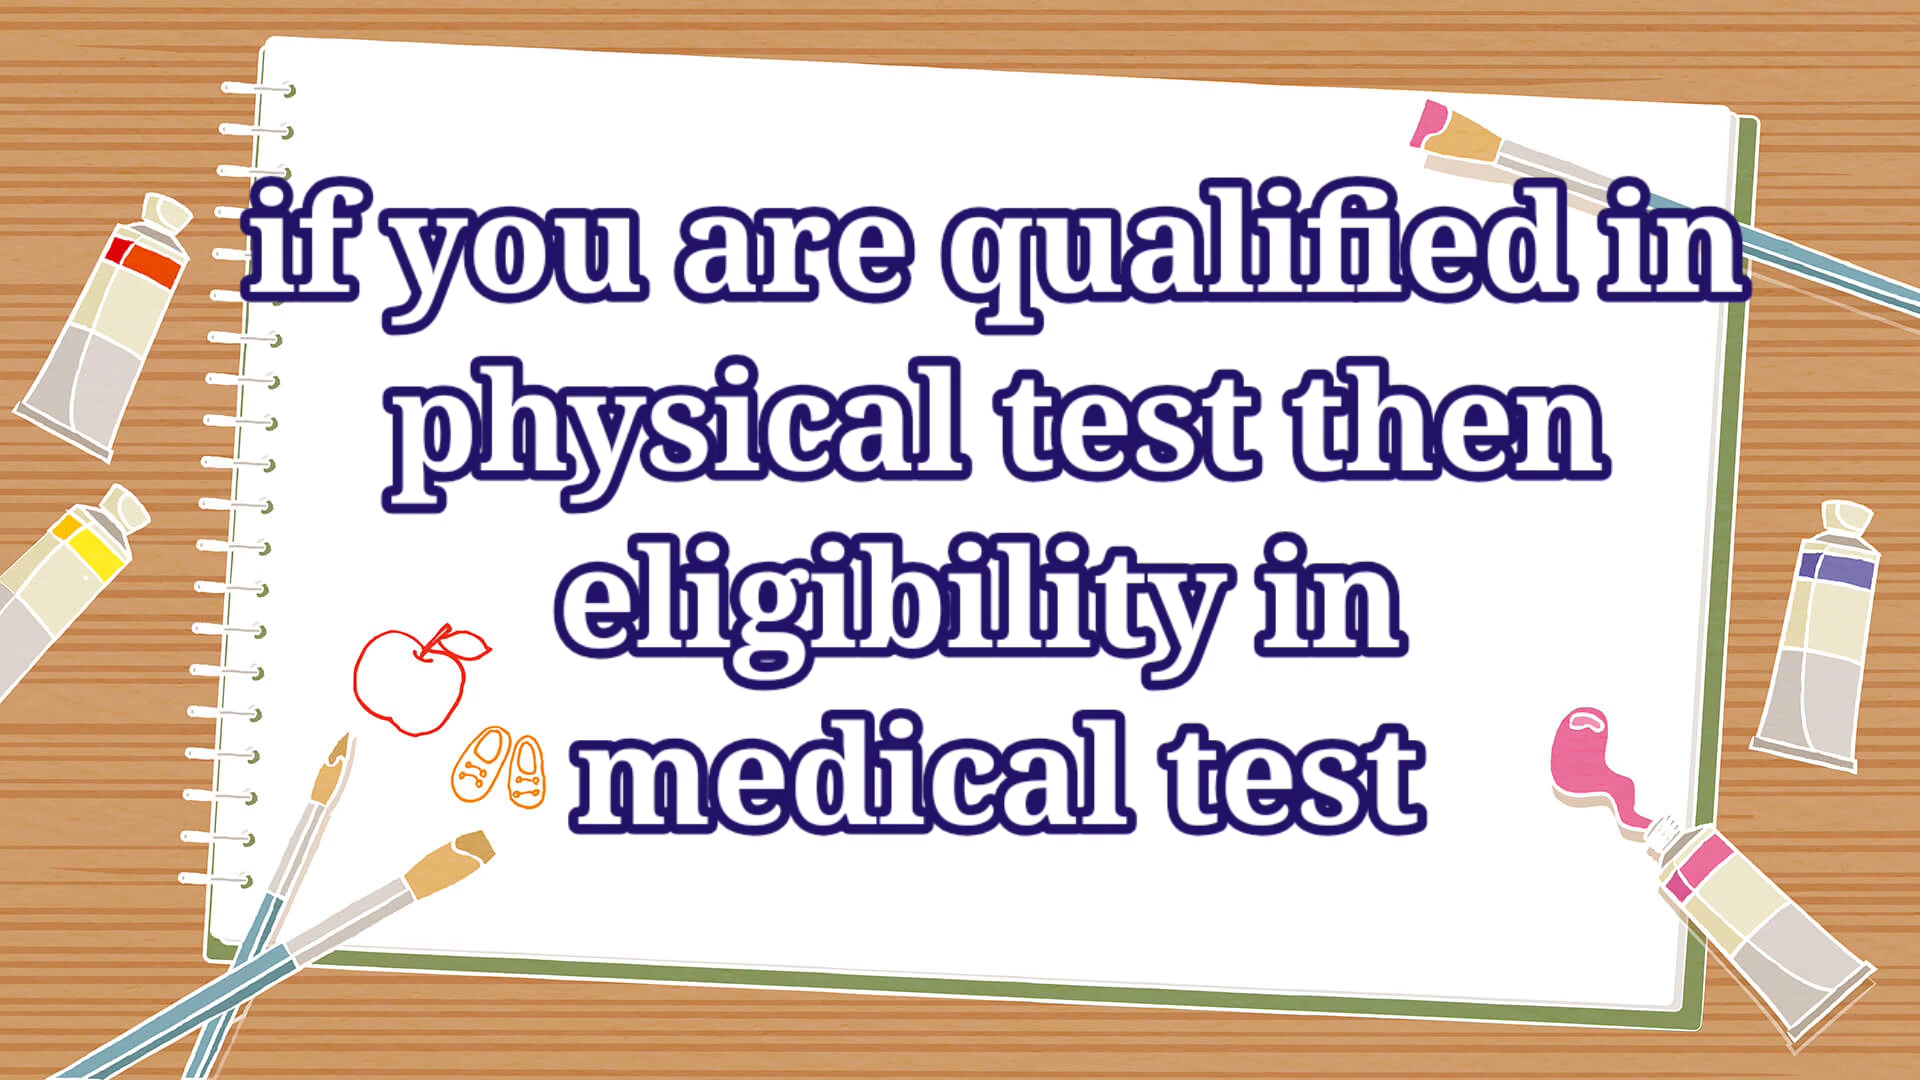 if you are qualified in
physical test then
eligibility in
medical test